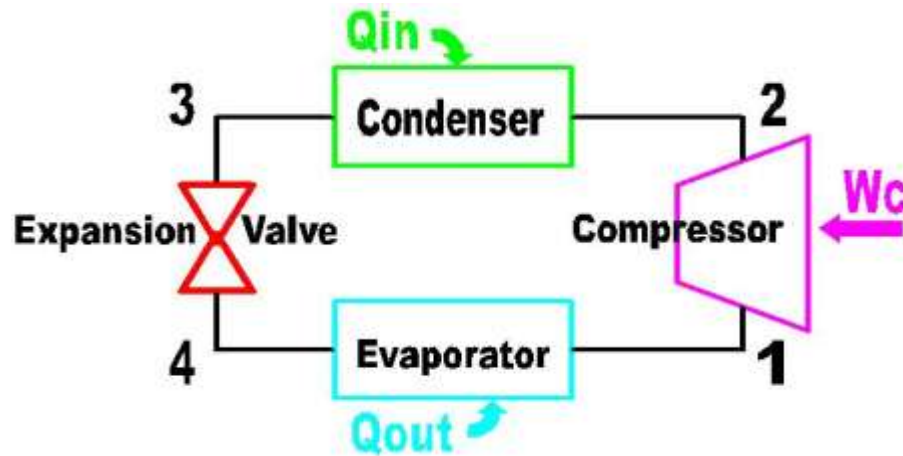 Qin
3
Condenser
2
Expansion Valve
Compressor
Wc
4
Evaporator
1
Qout